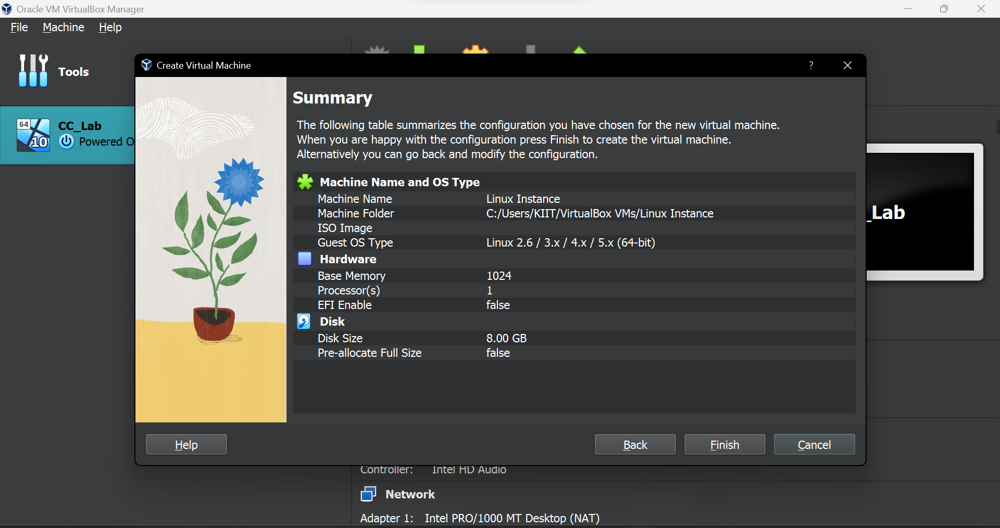 Oracle VM VirtualBox Manager
File Machine Help
Tools
Create Virtual Machine ?
64 10
CC_Lab
Powered O
Summary
The following table summarizes the configuration you have chosen for the new virtual machine.
When you are happy with the configuration press Finish to create the virtual machine.
Alternatively you can go back and modify the configuration.
Machine Name and OS Type
Machine Name Linux Instance
Machine Folder C:/Users/KIIT/VirtualBox VMs/Linux Instance
ISO Image
Guest OS Type Linux 2.6 / 3.x / 4.x / 5.x (64-bit)
Hardware
Base Memory 1024
Processor(s) 1
EFI Enable false
Disk
Disk Size 8.00 GB
Pre-allocate Full Size false
_Lab
Help Back Finish Cancel
Controller: Intel HD Audio
Network
Adapter 1: Intel PRO/1000 MT Desktop (NAT)